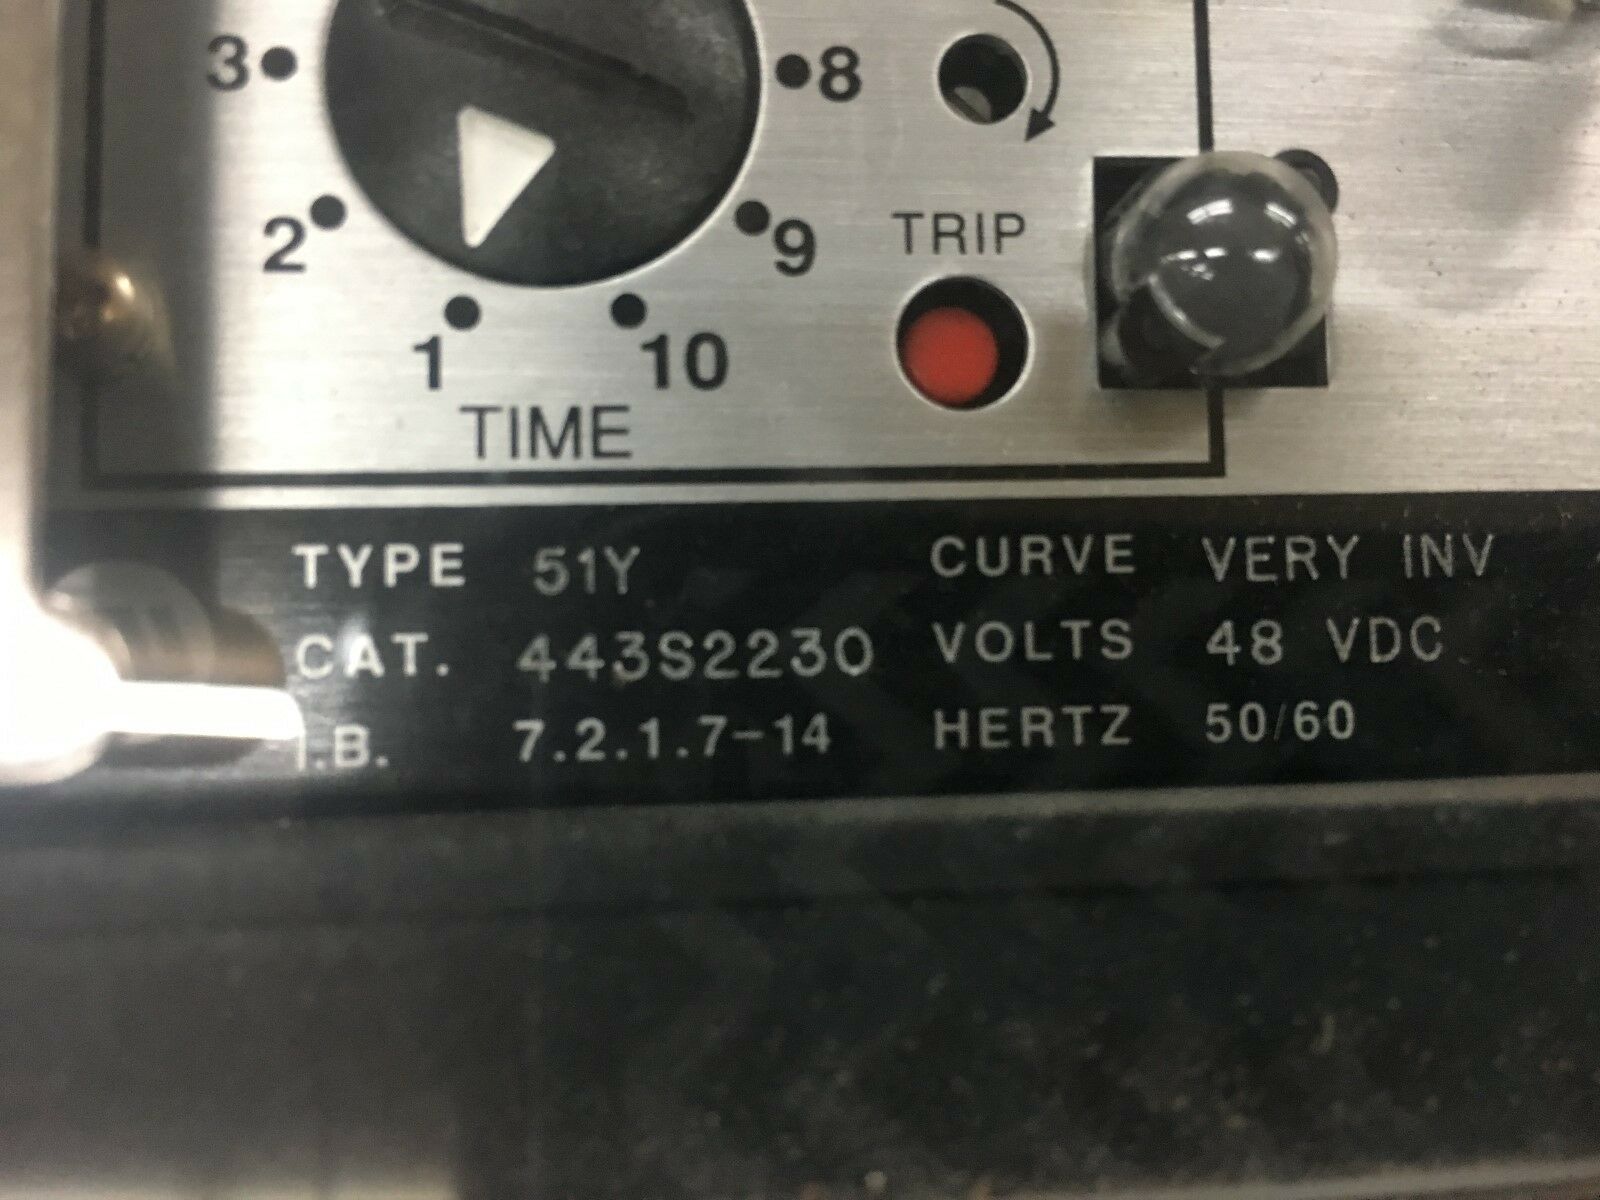 3
8
2
9
TRIP
1
10
TIME
TYPE 51Y CURVE VERY INV
CAT. 443S2230 VOLTS 48 VDC
I.B. 7.2.1.7-14 HERTZ 50/60